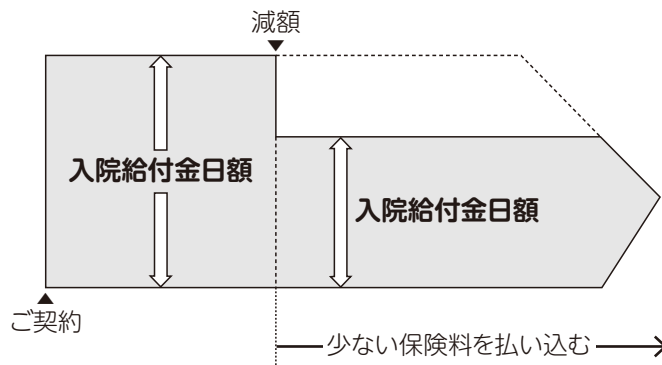 減額
入院給付金日額
入院給付金日額
ご契約
少ない保険料を払い込む